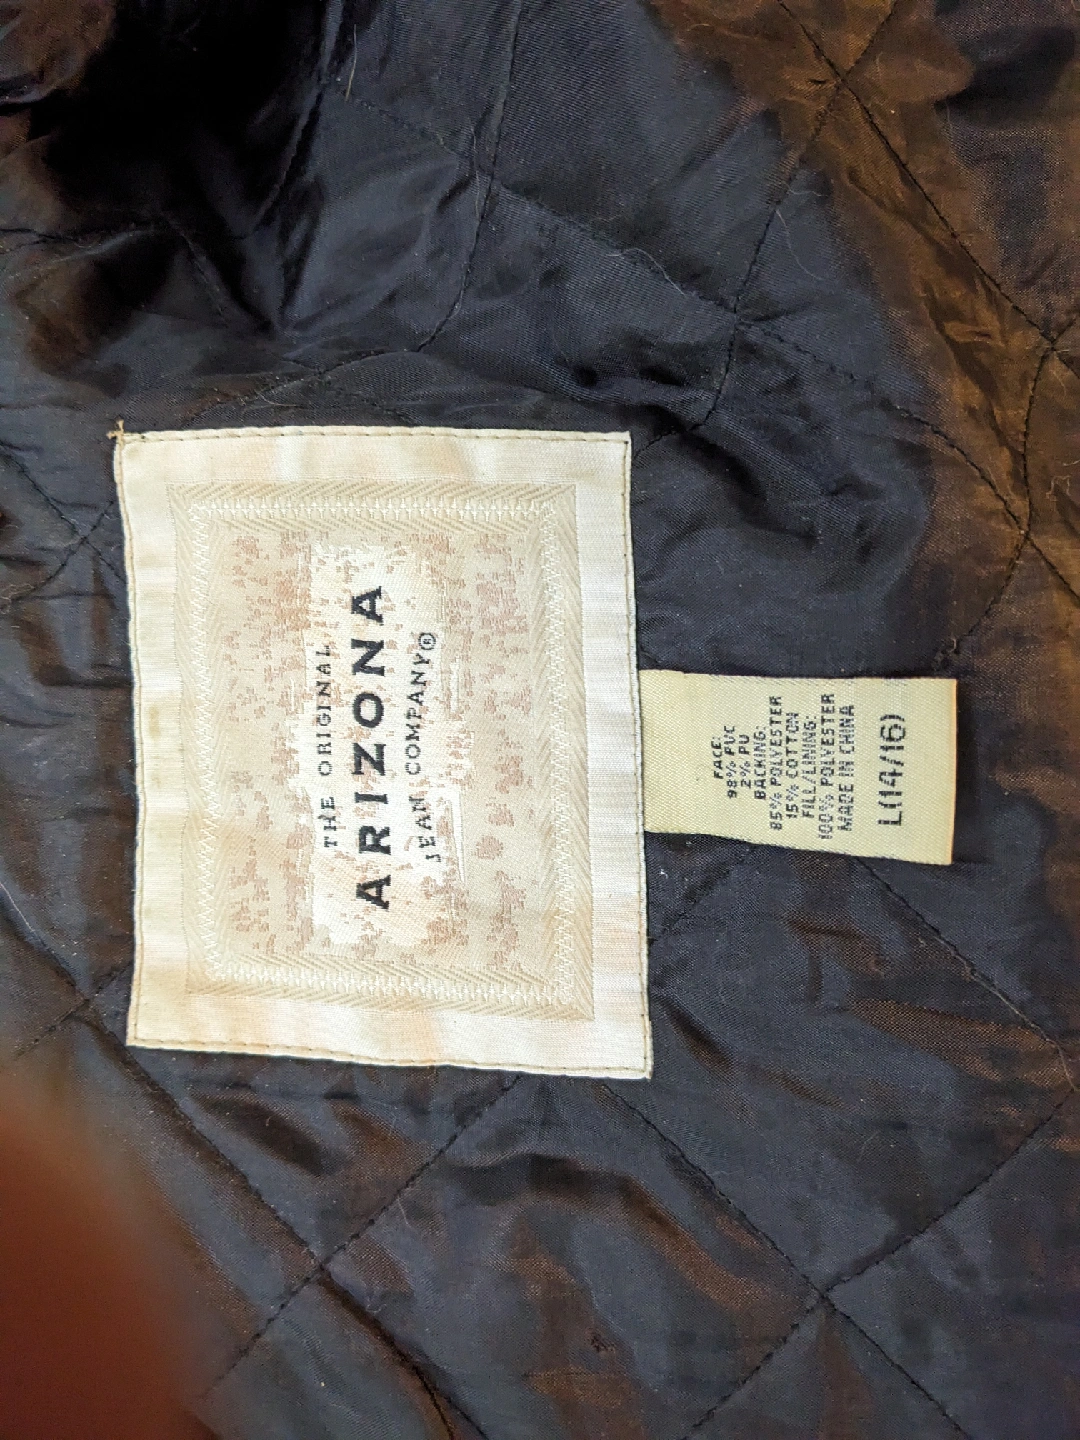 THE ORIGINAL
ARIZONA
JEAN COMPANY®
FACE:
98% PVC
2% PU
BACKING:
85% POLYESTER
15% COTTON
FILL/LINING:
100% POLYESTER
MADE IN CHINA
L(14/16)